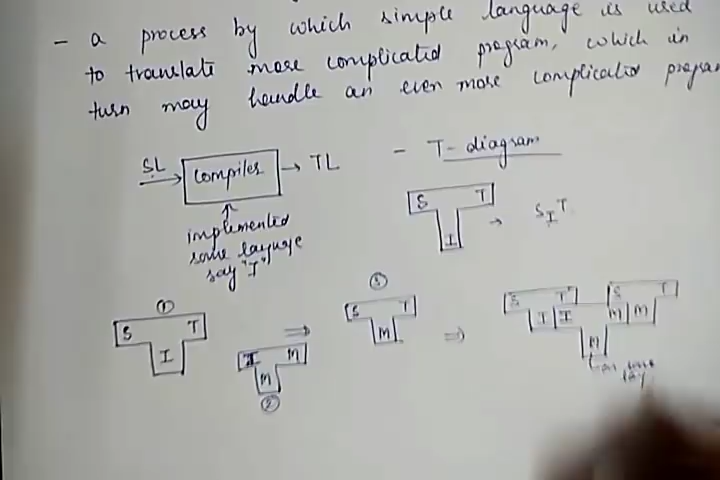 - a process by which simple language is used
to translate more complicated program, which in
turn may handle an even more complicated program
SL → compiler → TL
- T-diagram
implemented
some language
say "I"
S T
I
→ S I T
①
S T
I
I M
M
②
⇒
③
S T
M
⇒
S T S T
I I M M
M